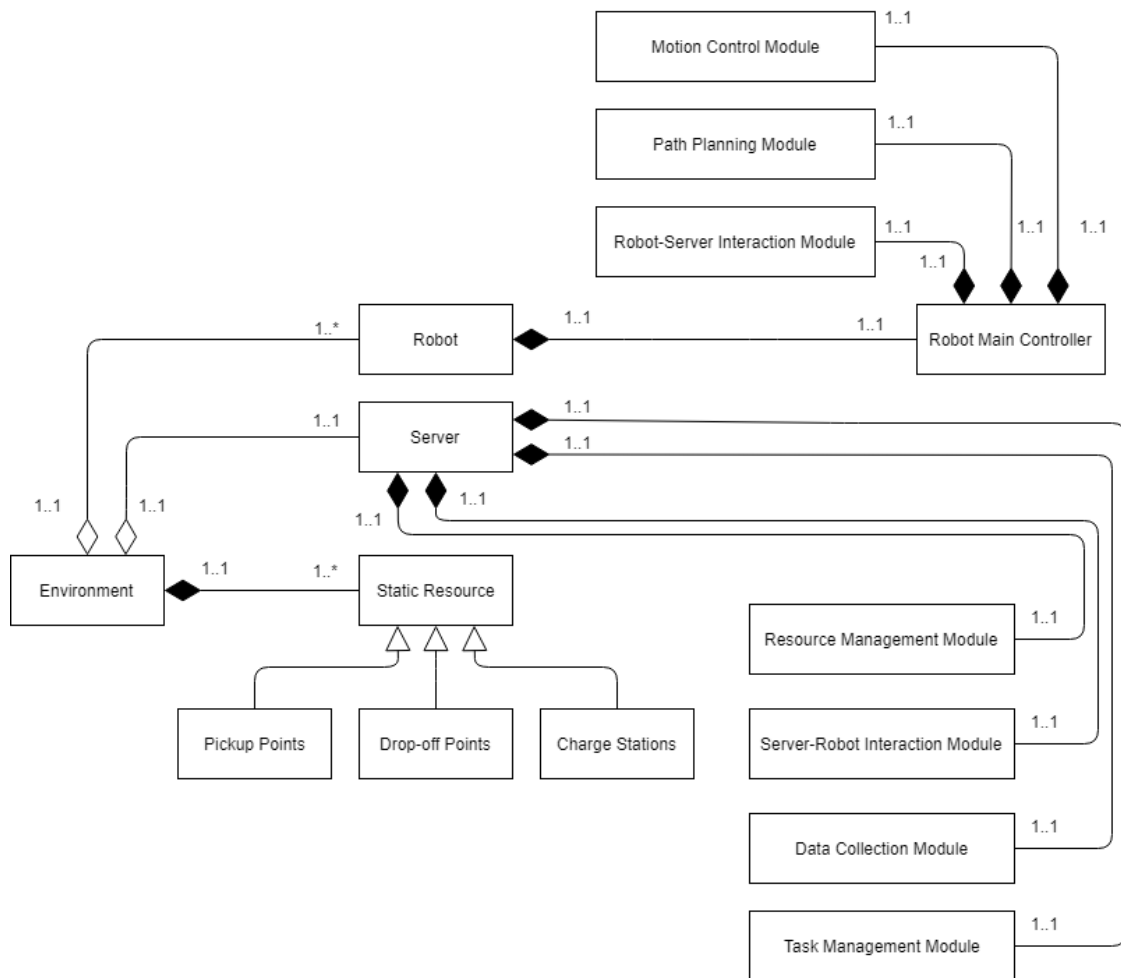 1..1
Motion Control Module
1..1
Path Planning Module
1..1
Robot-Server Interaction Module
1..1
1..1
1..1
1..*
Robot
1..1
1..1
Robot Main Controller
1..1
Server
1..1
1..1
1..1
1..1
1..1
1..1
Environment
1..1
1..*
Static Resource
1..1
Resource Management Module
Pickup Points
Drop-off Points
Charge Stations
1..1
Server-Robot Interaction Module
1..1
Data Collection Module
1..1
Task Management Module